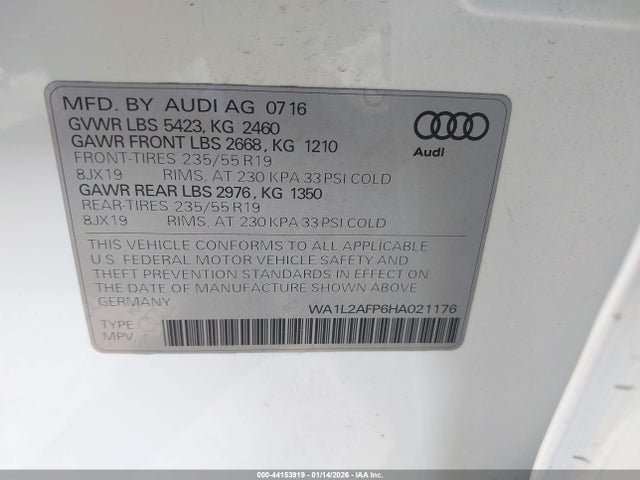 MFD. BY AUDI AG 07 16
GVWR LBS 5423, KG 2460
GAWR FRONT LBS 2668, KG 1210
FRONT-TIRES 235/55 R19
8JX19 RIMS, AT 230 KPA 33 PSI COLD
GAWR REAR LBS 2976, KG 1350
REAR-TIRES 235/55 R19
8JX19 RIMS, AT 230 KPA 33 PSI COLD
Audi
THIS VEHICLE CONFORMS TO ALL APPLICABLE
U.S. FEDERAL MOTOR VEHICLE SAFETY AND
THEFT PREVENTION STANDARDS IN EFFECT ON
THE DATE OF MANUFACTURE SHOWN ABOVE
GERMANY WA1L2AFP6HA021176
TYPE
MPV
000-44153919 - 01/14/2026 - IAAI.COM